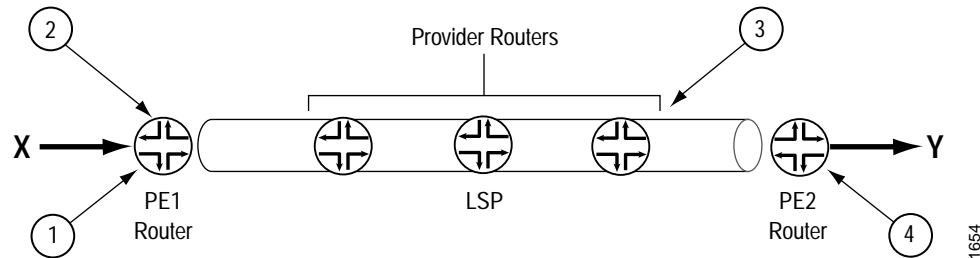 2
Provider Routers
3
X
Y
PE1
Router
LSP
PE2
Router
1
4
1654